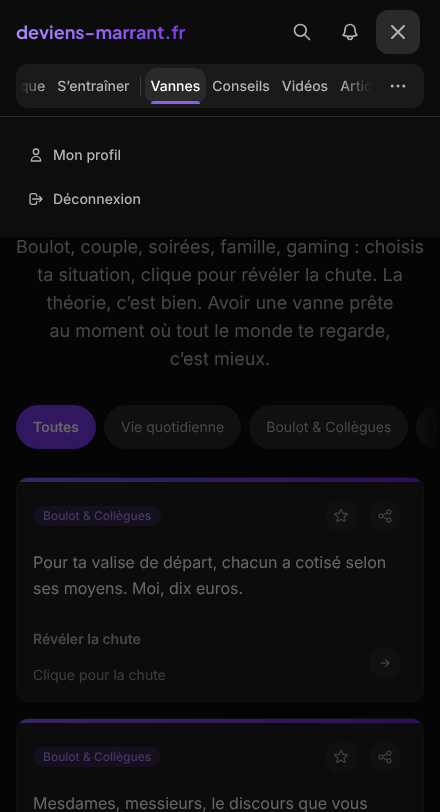 deviens-marrant.fr
que S'entraîner Vannes Conseils Vidéos Artic ...
Mon profil
Déconnexion
Boulot, couple, soirées, famille, gaming : choisis
ta situation, clique pour révéler la chute. La
théorie, c'est bien. Avoir une vanne prête
au moment où tout le monde te regarde,
c'est mieux.
Toutes Vie quotidienne Boulot & Collègues
Boulot & Collègues
Pour ta valise de départ, chacun a cotisé selon
ses moyens. Moi, dix euros.
Révéler la chute
Clique pour la chute
Boulot & Collègues
Mesdames, messieurs, le discours que vous